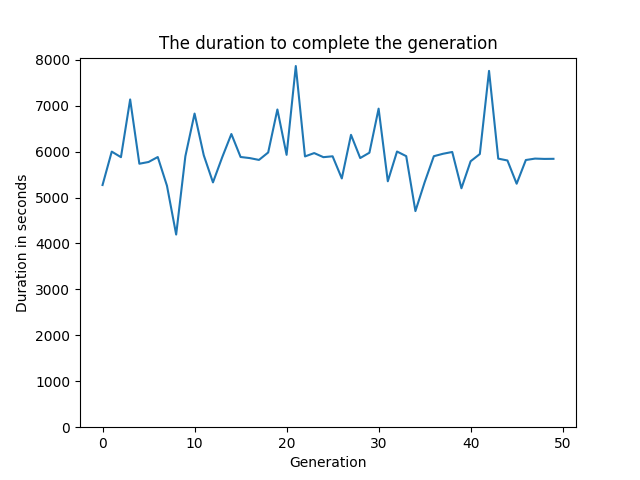 The duration to complete the generation
8000
7000
6000
5000
4000
3000
2000
1000
0
Duration in seconds
0 10 20 30 40 50
Generation